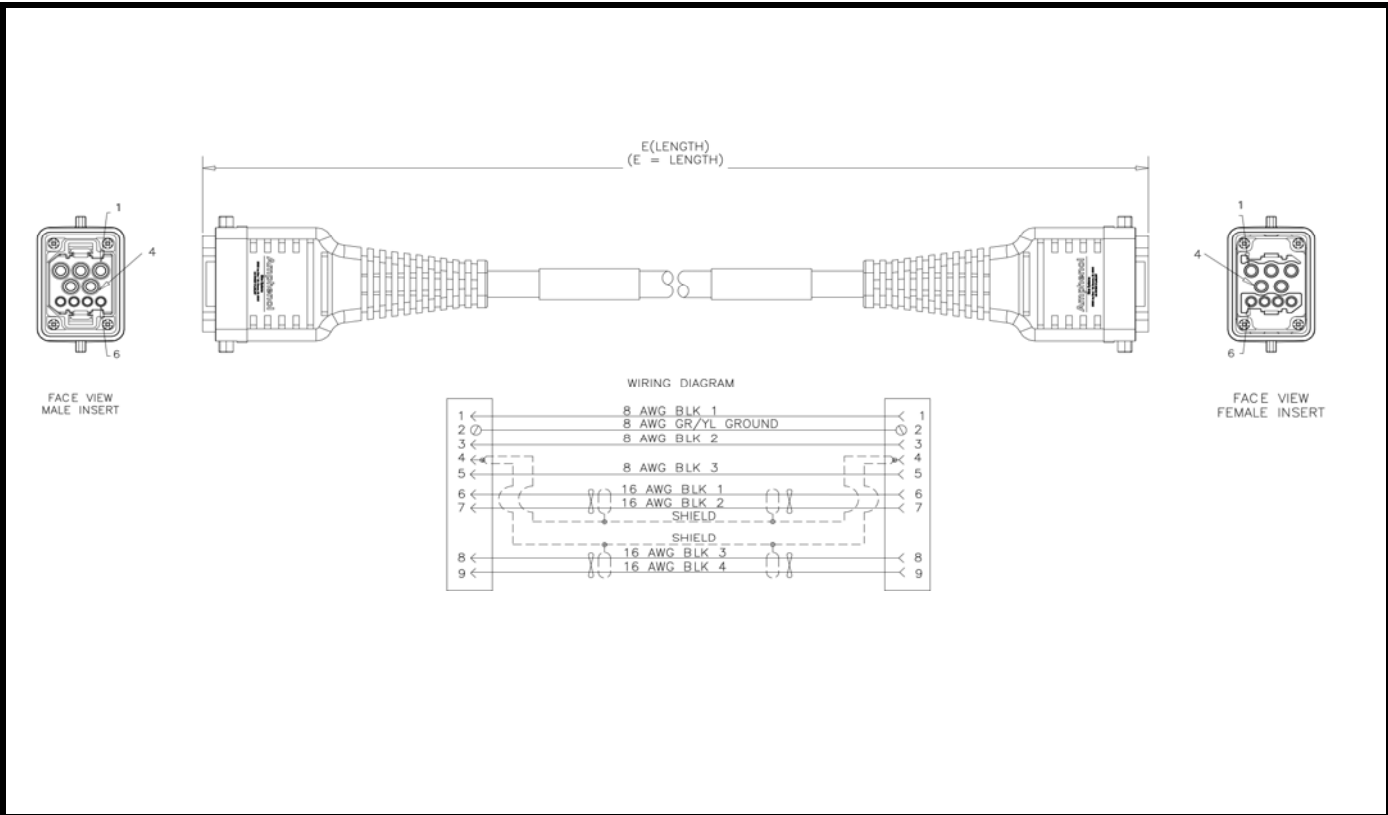 E(LENGTH)
(E = LENGTH)
1
4
6
FACE VIEW
MALE INSERT
Amphenol
Amphenol
1
4
6
FACE VIEW
FEMALE INSERT
WIRING DIAGRAM
1 8 AWG BLK 1 1
2 8 AWG GR/YL GROUND 2
3 8 AWG BLK 2 3
4 4
5 8 AWG BLK 3 5
6 16 AWG BLK 1 6
7 16 AWG BLK 2 7
SHIELD
SHIELD
8 16 AWG BLK 3 8
9 16 AWG BLK 4 9